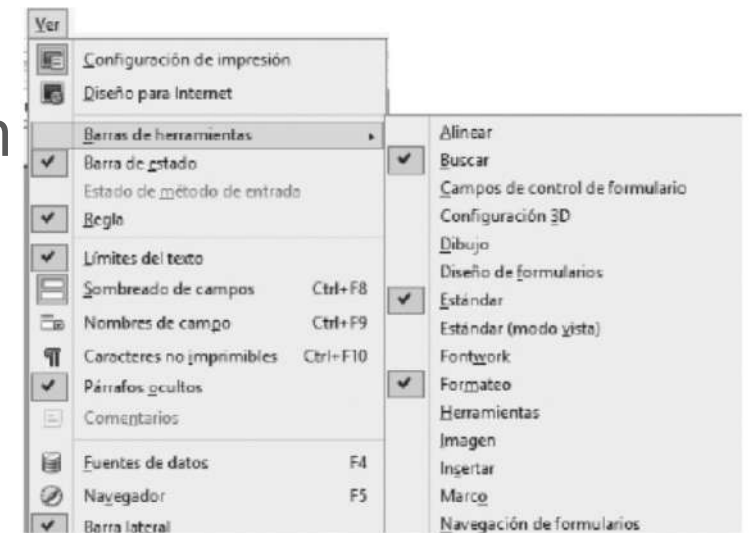 Ver
Configuración de impresión
Diseño para Internet
Barras de herramientas
Barra de estado
Estado de método de entrada
Regla
Límites del texto
Sombreado de campos Ctrl+F8
Nombres de campo Ctrl+F9
Caracteres no imprimibles Ctrl+F10
Párrafos ocultos
Comentarios
Fuentes de datos F4
Navegador F5
Barra lateral
Alinear
Buscar
Campos de control de formulario
Configuración 3D
Dibujo
Diseño de formularios
Estándar
Estándar (modo vista)
Fontwork
Formateo
Herramientas
Imagen
Insertar
Marco
Navegación de formularios